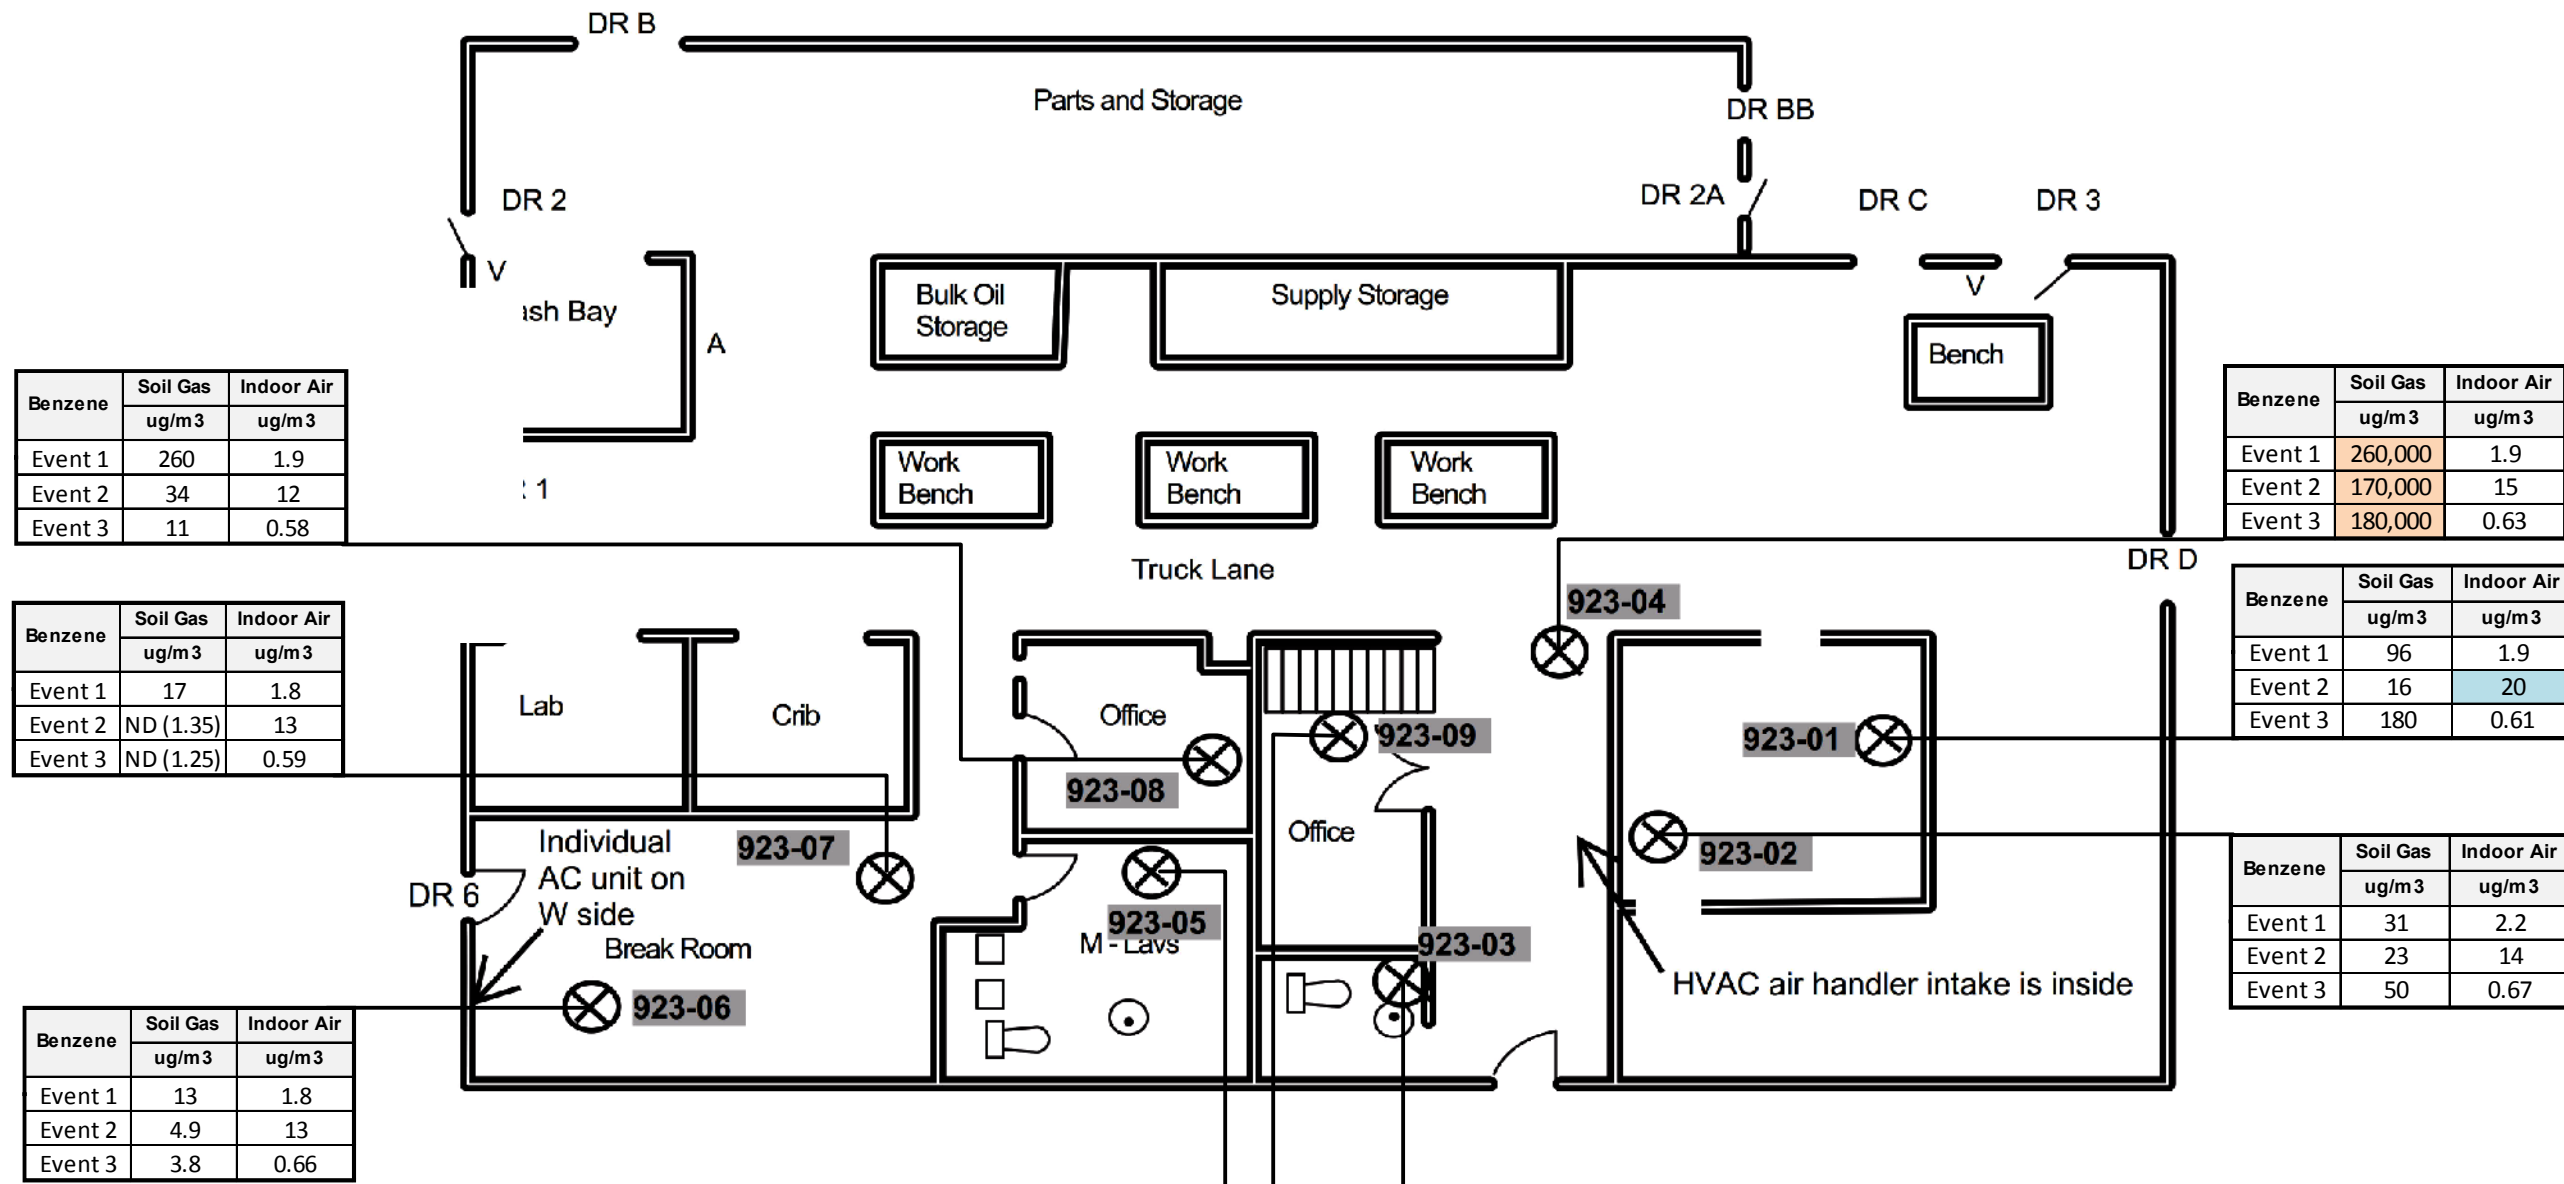 DR B
Parts and Storage
DR BB
DR 2
DR 2A
DR C
DR 3
V
V
ash Bay
A
Bulk Oil
Storage
Supply Storage
Bench
Work
Bench
Work
Bench
Work
Bench
: 1
Truck Lane
DR D
Benzene Soil Gas Indoor Air
ug/m3 ug/m3
Event 1 260 1.9
Event 2 34 12
Event 3 11 0.58
Benzene Soil Gas Indoor Air
ug/m3 ug/m3
Event 1 260,000 1.9
Event 2 170,000 15
Event 3 180,000 0.63
Benzene Soil Gas Indoor Air
ug/m3 ug/m3
Event 1 17 1.8
Event 2 ND (1.35) 13
Event 3 ND (1.25) 0.59
Benzene Soil Gas Indoor Air
ug/m3 ug/m3
Event 1 96 1.9
Event 2 16 20
Event 3 180 0.61
923-04
Lab
Crib
Office
923-09
923-01
923-08
Office
923-07
923-02
Individual
AC unit on
W side
DR 6
923-05
M - Lavs
923-03
Break Room
HVAC air handler intake is inside
923-06
Benzene Soil Gas Indoor Air
ug/m3 ug/m3
Event 1 31 2.2
Event 2 23 14
Event 3 50 0.67
Benzene Soil Gas Indoor Air
ug/m3 ug/m3
Event 1 13 1.8
Event 2 4.9 13
Event 3 3.8 0.66